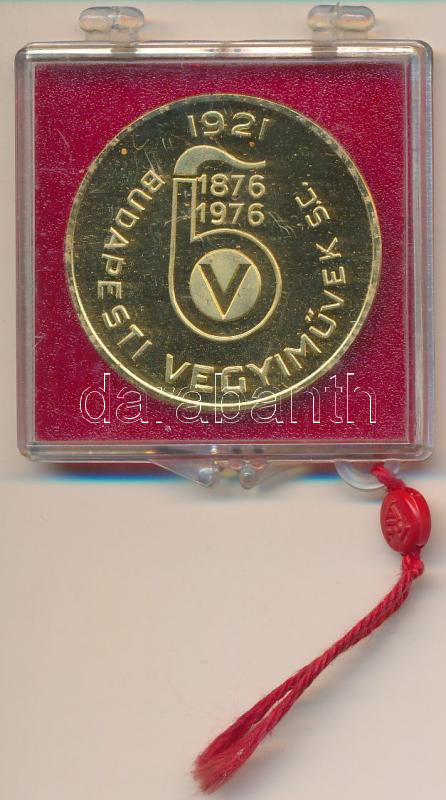 1921
1876
1976
V
BUDAPESTI VEGYIMŰVEK SC.
darabanth